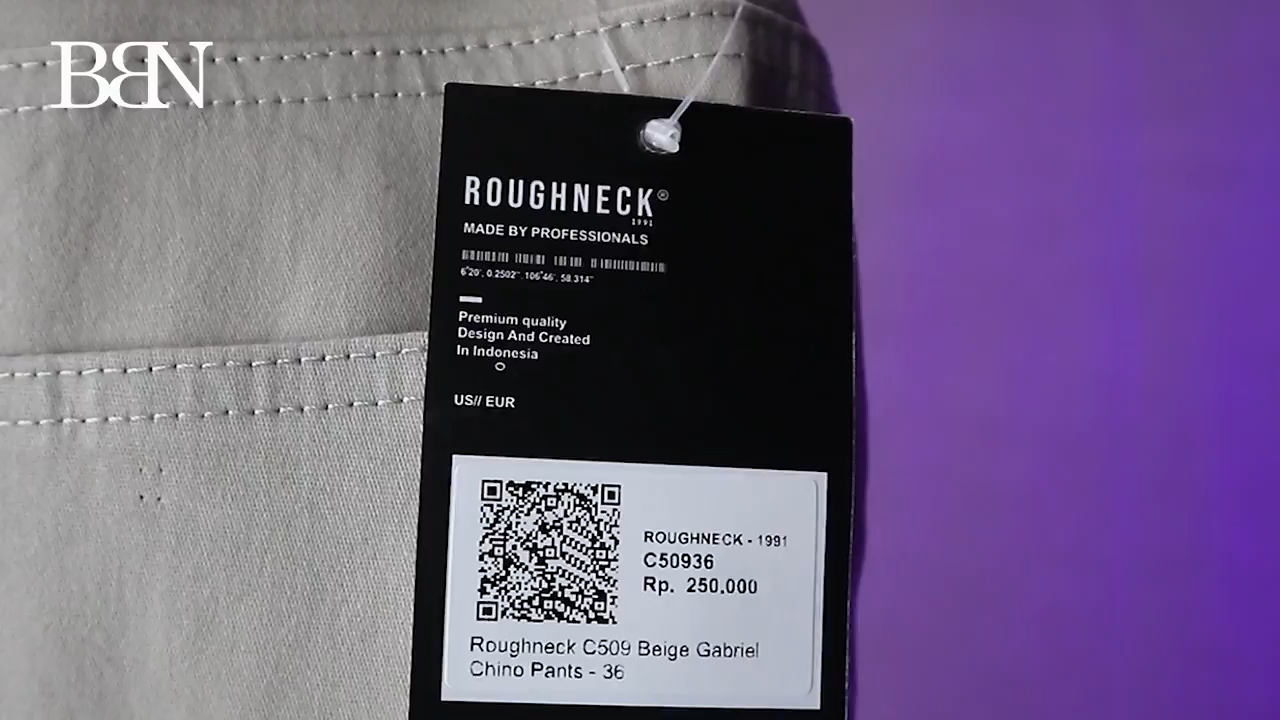 BBN
ROUGHNECK®
1991
MADE BY PROFESSIONALS
6°20', 0.2502'', 106°46', 58.314''
Premium quality
Design And Created
In Indonesia
US// EUR
ROUGHNECK - 1991
C50936
Rp. 250.000
Roughneck C509 Beige Gabriel
Chino Pants - 36